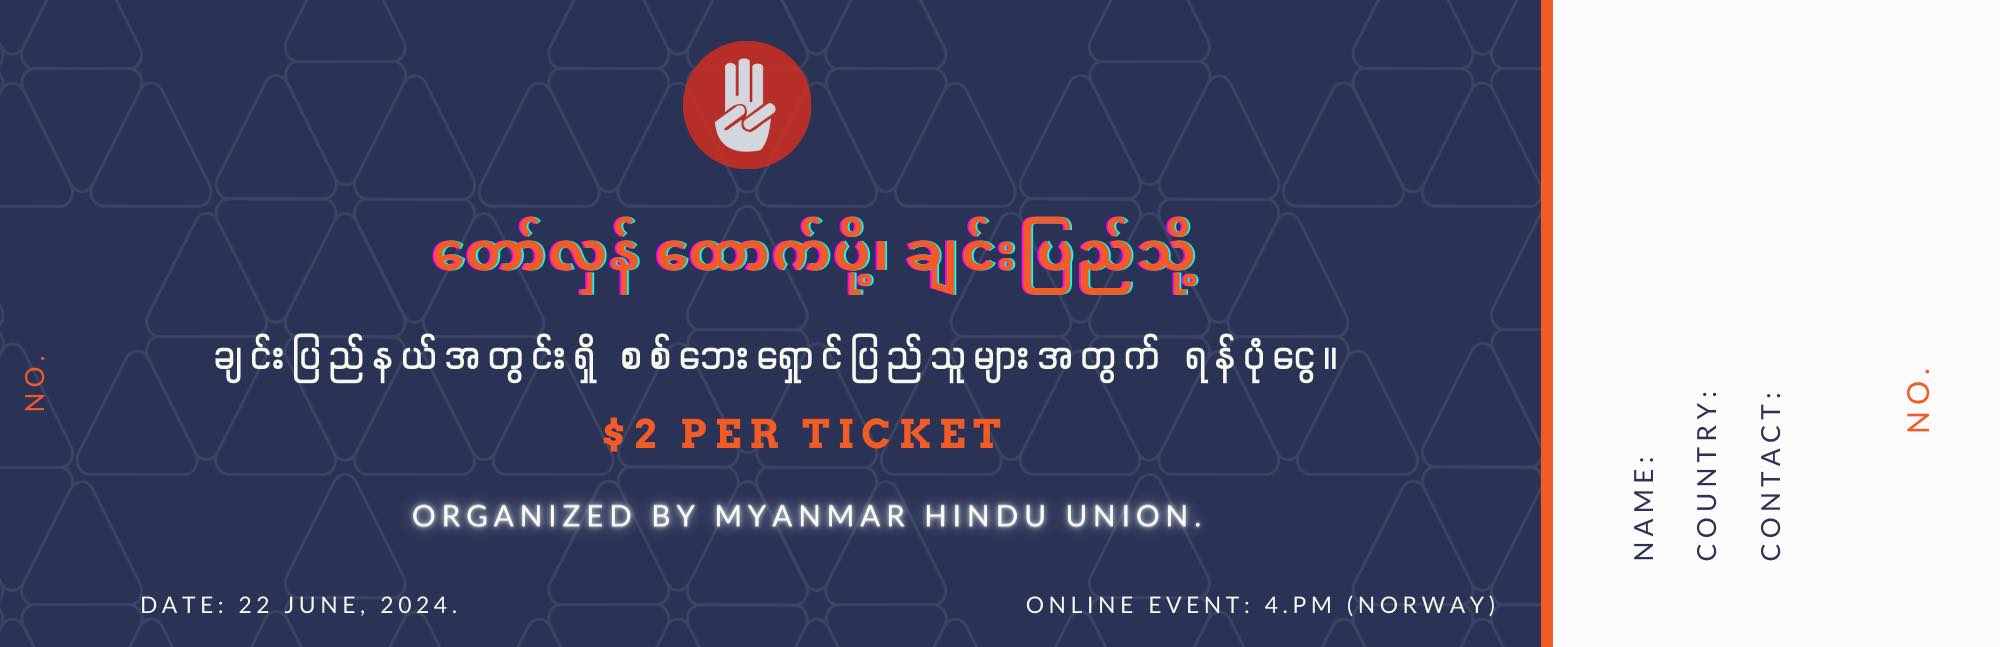 တော်လှန် ထောက်ပို့၊ ချင်းပြည်သို့
ချင်းပြည်နယ်အတွင်းရှိ စစ်ဘေးရှောင်ပြည်သူများအတွက် ရန်ပုံငွေ။
$2 PER TICKET
ORGANIZED BY MYANMAR HINDU UNION.
DATE: 22 JUNE, 2024.
ONLINE EVENT: 4.PM (NORWAY)
NO.
NAME:
COUNTRY:
CONTACT:
NO.